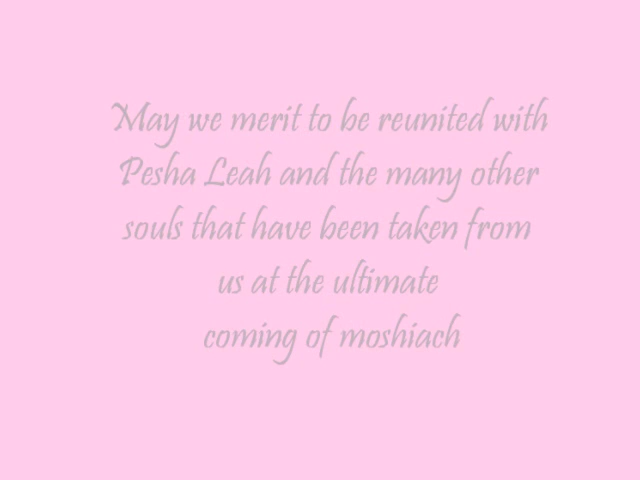 May we merit to be reunited with
Pesha Leah and the many other
souls that have been taken from
us at the ultimate
coming of moshiach